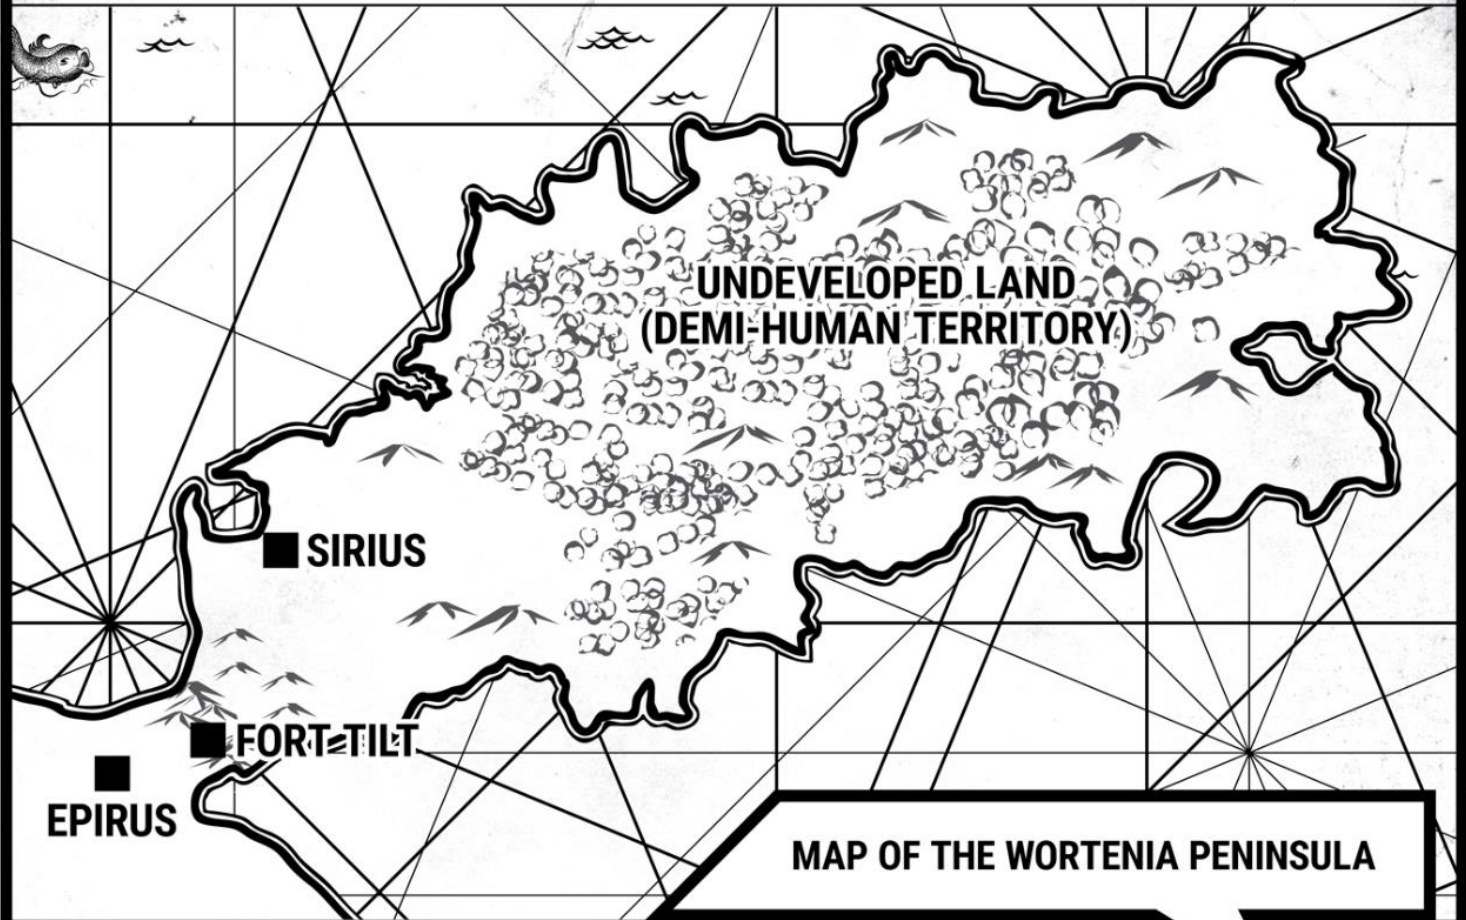 UNDEVELOPED LAND
(DEMI-HUMAN TERRITORY)
SIRIUS
FORT TILT
EPIRUS
MAP OF THE WORTENIA PENINSULA